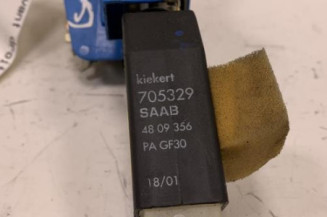 kiekert
705329
SAAB
48 09 356
PA GF30
18/01